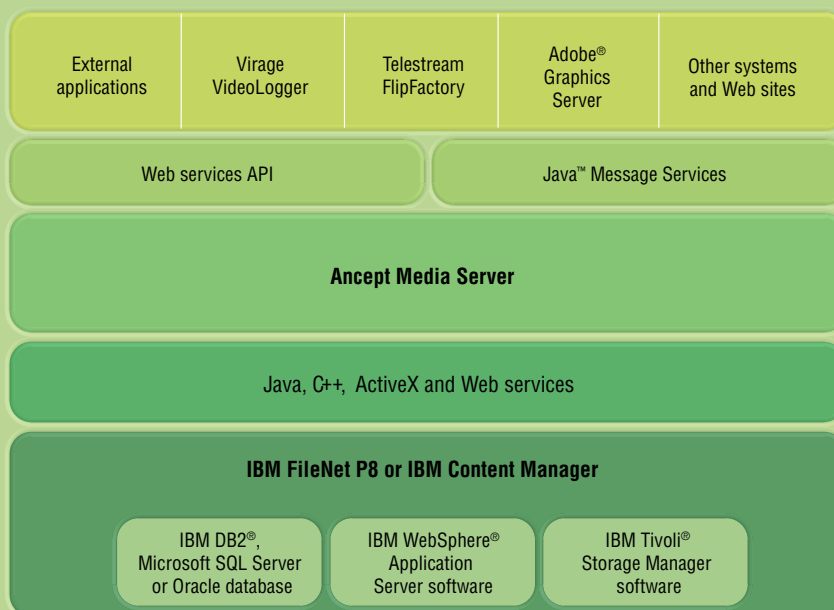 External
applications
Virage
VideoLogger
Telestream
FlipFactory
Adobe®
Graphics
Server
Other systems
and Web sites
Web services API
Java™ Message Services
Ancept Media Server
Java, C++, ActiveX and Web services
IBM FileNet P8 or IBM Content Manager
IBM DB2®,
Microsoft SQL Server
or Oracle database
IBM WebSphere®
Application
Server software
IBM Tivoli®
Storage Manager
software